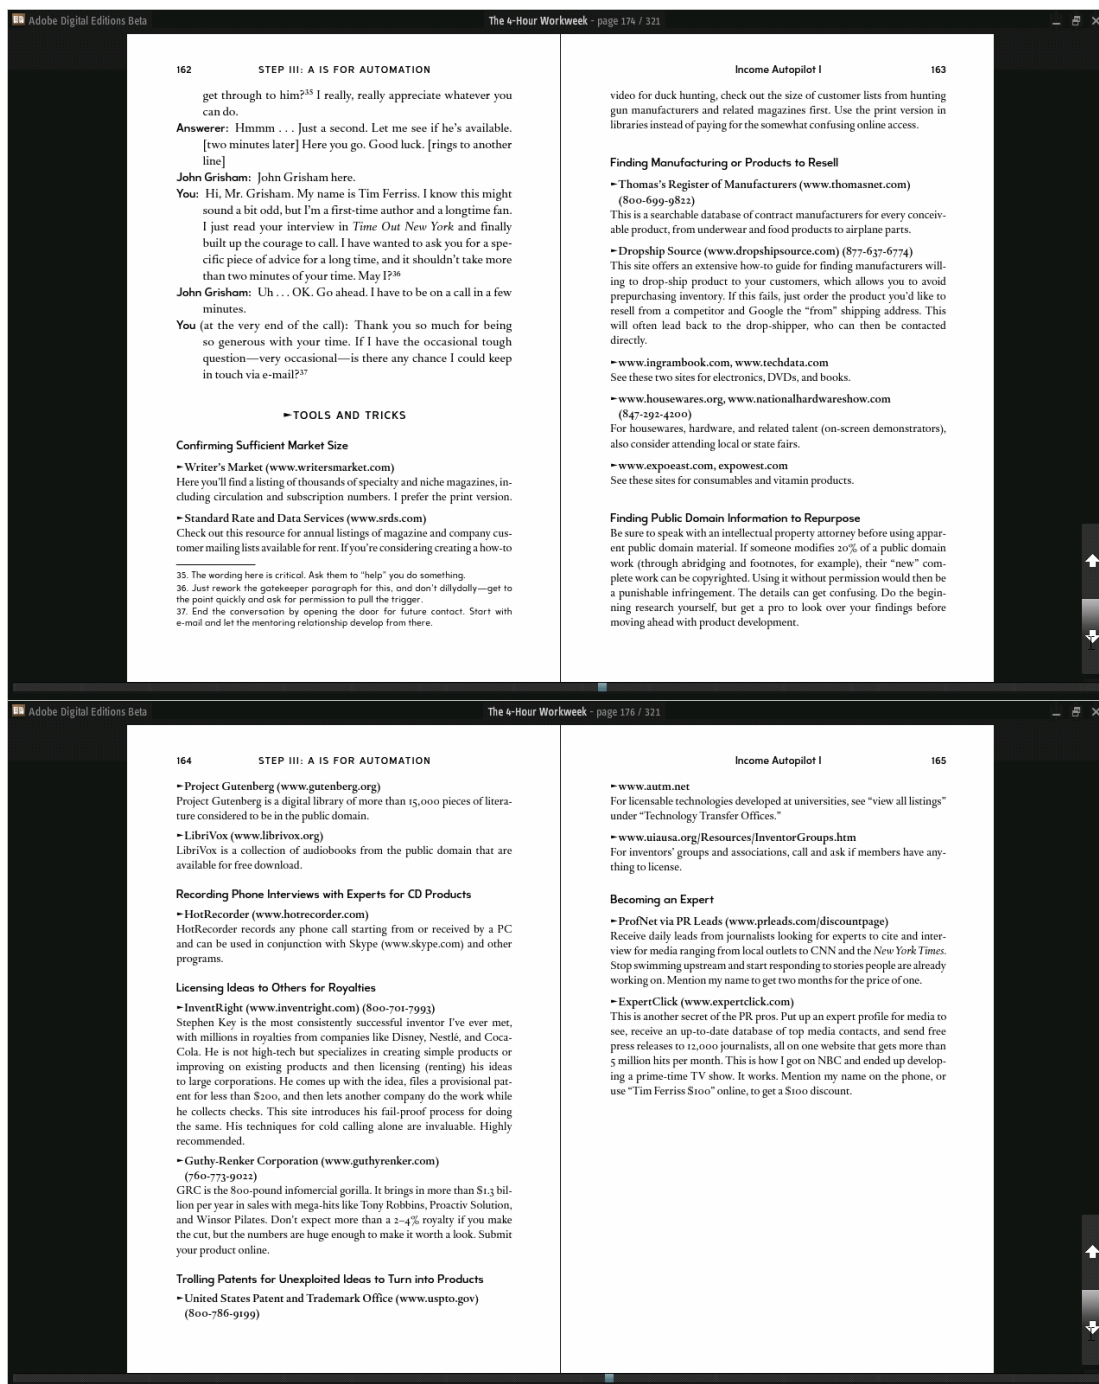 Adobe Digital Editions Beta
The 4-Hour Workweek - page 174 / 321
162 STEP III: A IS FOR AUTOMATION
get through to him?35 I really, really appreciate whatever you
can do.
Answerer: Hmmm . . . Just a second. Let me see if he's available.
[two minutes later] Here you go. Good luck. [rings to another
line]
John Grisham: John Grisham here.
You: Hi, Mr. Grisham. My name is Tim Ferriss. I know this might
sound a bit odd, but I'm a first-time author and a longtime fan.
I just read your interview in Time Out New York and finally
built up the courage to call. I have wanted to ask you for a spe-
cific piece of advice for a long time, and it shouldn't take more
than two minutes of your time. May I?36
John Grisham: Uh . . . OK. Go ahead. I have to be on a call in a few
minutes.
You (at the very end of the call): Thank you so much for being
so generous with your time. If I have the occasional tough
question—very occasional—is there any chance I could keep
in touch via e-mail?37
►TOOLS AND TRICKS
Confirming Sufficient Market Size
►Writer's Market (www.writersmarket.com)
Here you'll find a listing of thousands of specialty and niche magazines, in-
cluding circulation and subscription numbers. I prefer the print version.
►Standard Rate and Data Services (www.srds.com)
Check out this resource for annual listings of magazine and company cus-
tomer mailing lists available for rent. If you're considering creating a how-to
35. The wording here is critical. Ask them to "help" you do something.
36. Just rework the gatekeeper paragraph for this, and don't dillydally—get to
the point quickly and ask for permission to pull the trigger.
37. End the conversation by opening the door for future contact. Start with
e-mail and let the mentoring relationship develop from there.
Income Autopilot I 163
video for duck hunting, check out the size of customer lists from hunting
gun manufacturers and related magazines first. Use the print version in
libraries instead of paying for the somewhat confusing online access.
Finding Manufacturing or Products to Resell
►Thomas's Register of Manufacturers (www.thomasnet.com)
(800-699-9822)
This is a searchable database of contract manufacturers for every conceiv-
able product, from underwear and food products to airplane parts.
►Dropship Source (www.dropshipsource.com) (877-637-6774)
This site offers an extensive how-to guide for finding manufacturers will-
ing to drop-ship product to your customers, which allows you to avoid
prepurchasing inventory. If this fails, just order the product you'd like to
resell from a competitor and Google the "from" shipping address. This
will often lead back to the drop-shipper, who can then be contacted
directly.
►www.ingrambook.com, www.techdata.com
See these two sites for electronics, DVDs, and books.
►www.housewares.org, www.nationalhardwareshow.com
(847-292-4200)
For housewares, hardware, and related talent (on-screen demonstrators),
also consider attending local or state fairs.
►www.expoeast.com, expowest.com
See these sites for consumables and vitamin products.
Finding Public Domain Information to Repurpose
Be sure to speak with an intellectual property attorney before using appar-
ent public domain material. If someone modifies 20% of a public domain
work (through abridging and footnotes, for example), their "new" com-
plete work can be copyrighted. Using it without permission would then be
a punishable infringement. The details can get confusing. Do the begin-
ning research yourself, but get a pro to look over your findings before
moving ahead with product development.
Adobe Digital Editions Beta
The 4-Hour Workweek - page 176 / 321
164 STEP III: A IS FOR AUTOMATION
►Project Gutenberg (www.gutenberg.org)
Project Gutenberg is a digital library of more than 15,000 pieces of litera-
ture considered to be in the public domain.
►LibriVox (www.librivox.org)
LibriVox is a collection of audiobooks from the public domain that are
available for free download.
Recording Phone Interviews with Experts for CD Products
►HotRecorder (www.hotrecorder.com)
HotRecorder records any phone call starting from or received by a PC
and can be used in conjunction with Skype (www.skype.com) and other
programs.
Licensing Ideas to Others for Royalties
►InventRight (www.inventright.com) (800-701-7993)
Stephen Key is the most consistently successful inventor I've ever met,
with millions in royalties from companies like Disney, Nestlé, and Coca-
Cola. He is not high-tech but specializes in creating simple products or
improving on existing products and then licensing (renting) his ideas
to large corporations. He comes up with the idea, files a provisional pat-
ent for less than $200, and then lets another company do the work while
he collects checks. This site introduces his fail-proof process for doing
the same. His techniques for cold calling alone are invaluable. Highly
recommended.
►Guthy-Renker Corporation (www.guthyrenker.com)
(760-773-9022)
GRC is the 800-pound infomercial gorilla. It brings in more than $1.3 bil-
lion per year in sales with mega-hits like Tony Robbins, Proactiv Solution,
and Winsor Pilates. Don't expect more than a 2–4% royalty if you make
the cut, but the numbers are huge enough to make it worth a look. Submit
your product online.
Trolling Patents for Unexploited Ideas to Turn into Products
►United States Patent and Trademark Office (www.uspto.gov)
(800-786-9199)
Income Autopilot I 165
►www.autm.net
For licensable technologies developed at universities, see "view all listings"
under "Technology Transfer Offices."
►www.uiausa.org/Resources/InventorGroups.htm
For inventors' groups and associations, call and ask if members have any-
thing to license.
Becoming an Expert
►ProfNet via PR Leads (www.prleads.com/discountpage)
Receive daily leads from journalists looking for experts to cite and inter-
view for media ranging from local outlets to CNN and the New York Times.
Stop swimming upstream and start responding to stories people are already
working on. Mention my name to get two months for the price of one.
►ExpertClick (www.expertclick.com)
This is another secret of the PR pros. Put up an expert profile for media to
see, receive an up-to-date database of top media contacts, and send free
press releases to 12,000 journalists, all on one website that gets more than
5 million hits per month. This is how I got on NBC and ended up develop-
ing a prime-time TV show. It works. Mention my name on the phone, or
use "Tim Ferriss $100" online, to get a $100 discount.